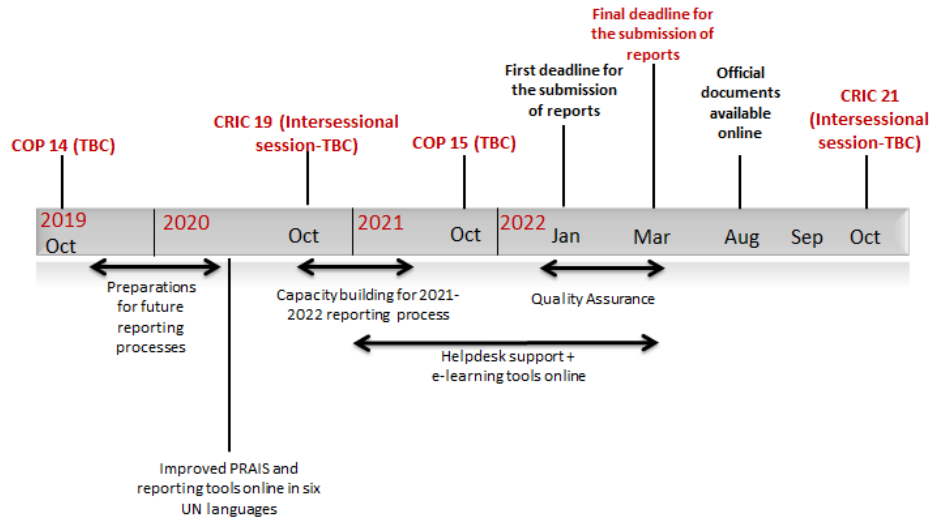 Final deadline for
the submission of
reports
First deadline for
the submission
of reports
Official
documents
available
online
CRIC 21
(Intersessional
session-TBC)
CRIC 19 (Intersessional
session-TBC)
COP 14 (TBC)
COP 15 (TBC)
2019
2020
2021
2022
Oct
Oct
Oct
Jan
Mar
Aug
Sep
Oct
Preparations
for future
reporting
processes
Capacity building for 2021-
2022 reporting process
Quality Assurance
Helpdesk support +
e-learning tools online
Improved PRAIS and
reporting tools online in six
UN languages